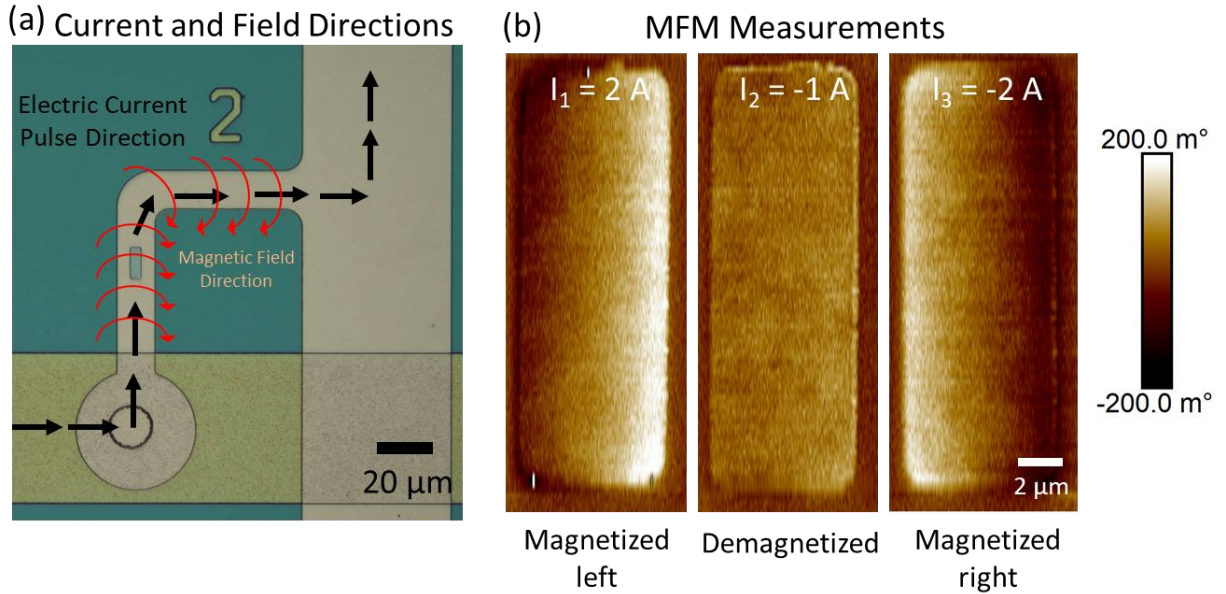 (a) Current and Field Directions
Electric Current
Pulse Direction
2
Magnetic Field
Direction
20 μm
(b) MFM Measurements
I₁ = 2 A
I₂ = -1 A
I₃ = -2 A
200.0 m°
-200.0 m°
2 μm
Magnetized
left
Demagnetized
Magnetized
right